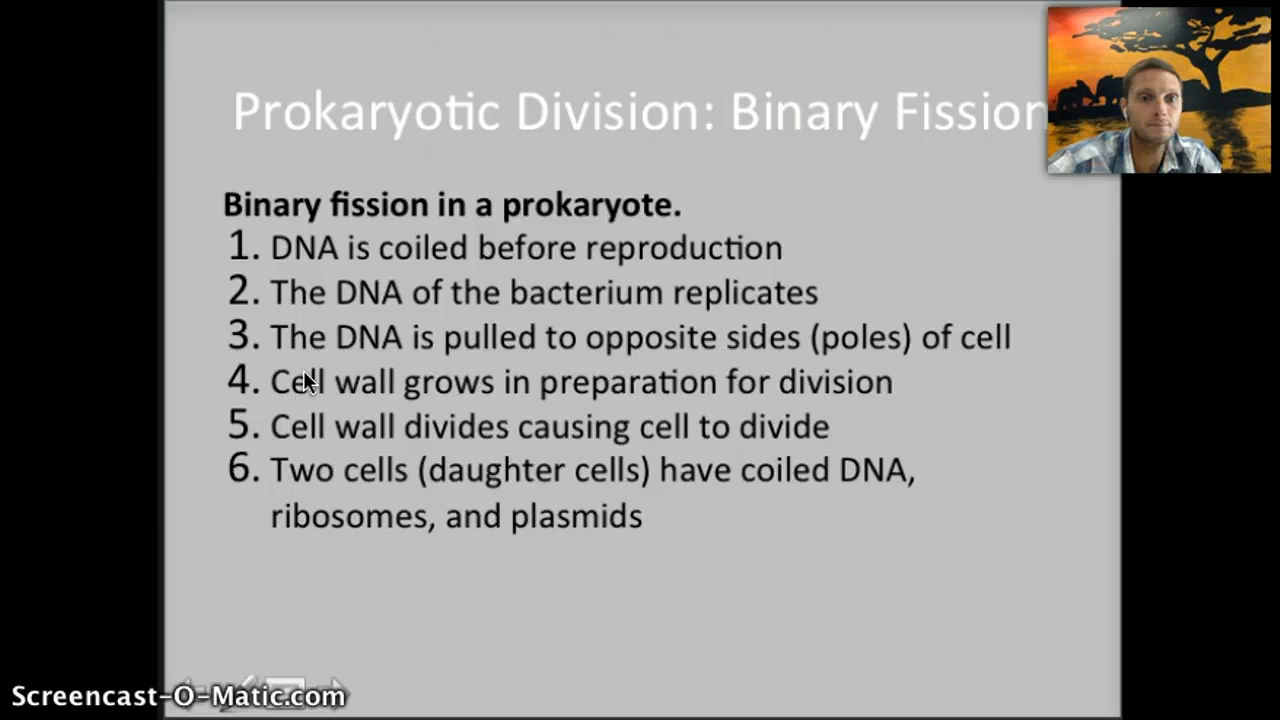 Prokaryotic Division: Binary Fission
Binary fission in a prokaryote.
1. DNA is coiled before reproduction
2. The DNA of the bacterium replicates
3. The DNA is pulled to opposite sides (poles) of cell
4. Cell wall grows in preparation for division
5. Cell wall divides causing cell to divide
6. Two cells (daughter cells) have coiled DNA,
ribosomes, and plasmids
Screencast-O-Matic.com